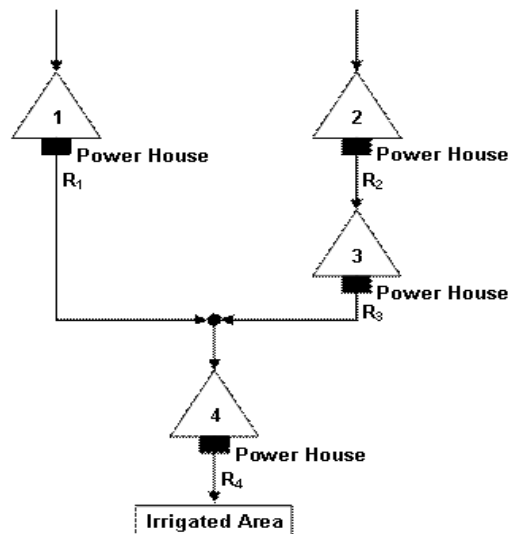 1
2
Power House
Power House
R₁
R₂
3
Power House
R₃
4
Power House
R₄
Irrigated Area